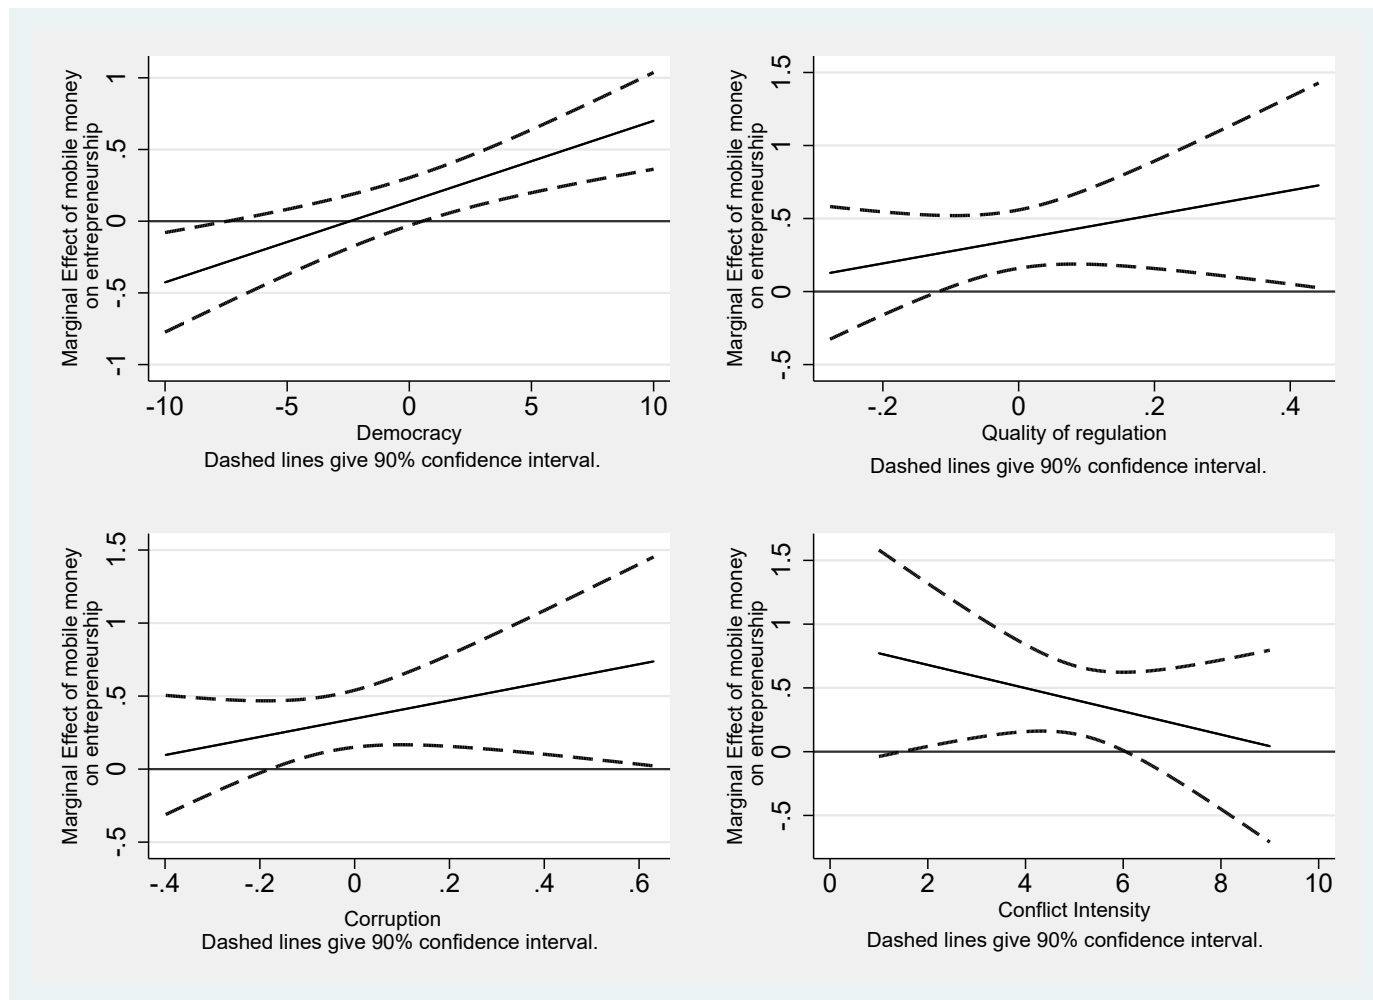 Marginal Effect of mobile money
on entrepreneurship
1
.5
0
-.5
-1
-10 -5 0 5 10
Democracy
Dashed lines give 90% confidence interval.
Marginal Effect of mobile money
on entrepreneurship
1.5
1
.5
0
-.5
-.2 0 .2 .4
Quality of regulation
Dashed lines give 90% confidence interval.
Marginal Effect of mobile money
on entrepreneurship
1.5
1
.5
0
-.5
-.4 -.2 0 .2 .4 .6
Corruption
Dashed lines give 90% confidence interval.
Marginal Effect of mobile money
on entrepreneurship
1.5
1
.5
0
-.5
0 2 4 6 8 10
Conflict Intensity
Dashed lines give 90% confidence interval.